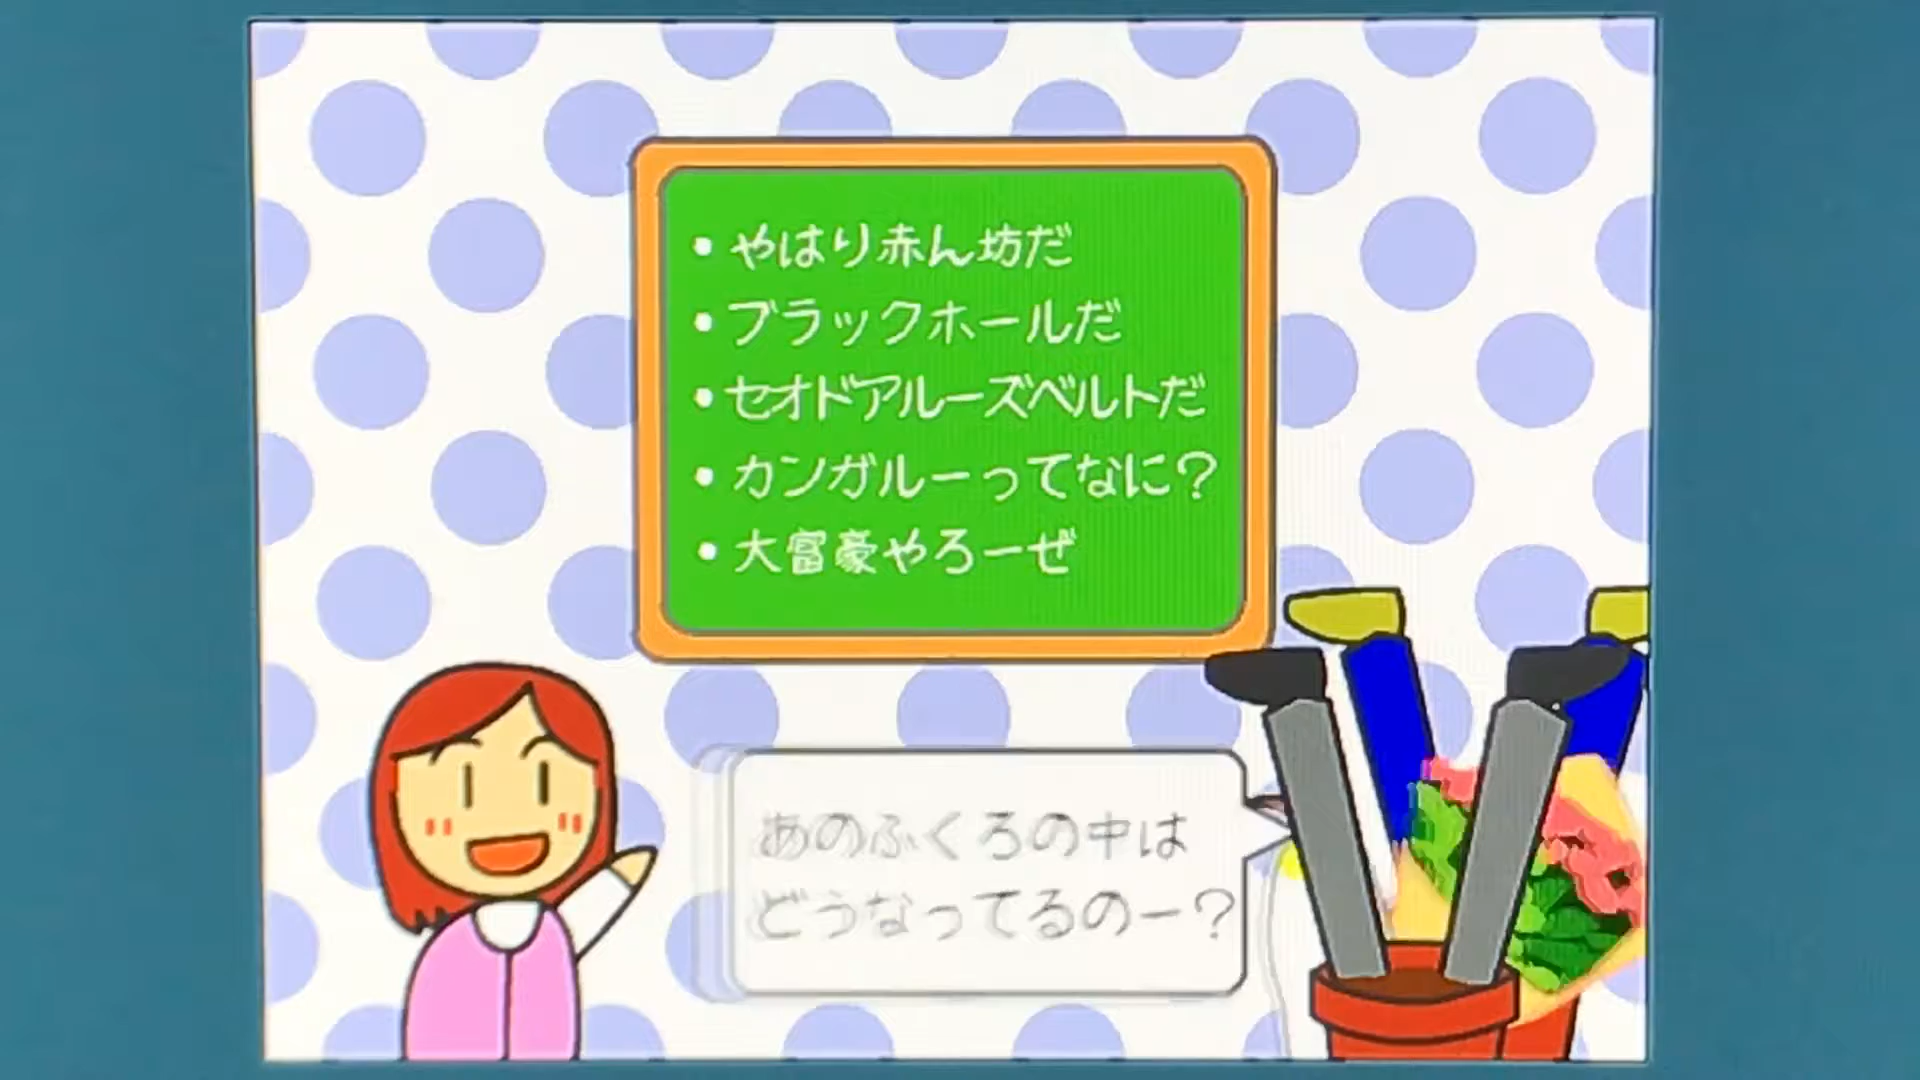 ・やはり赤ん坊だ
・ブラックホールだ
・セオドアルーズベルトだ
・カンガルーってなに？
・大富豪やろーぜ
あのふくろの中は
どうなってるのー？